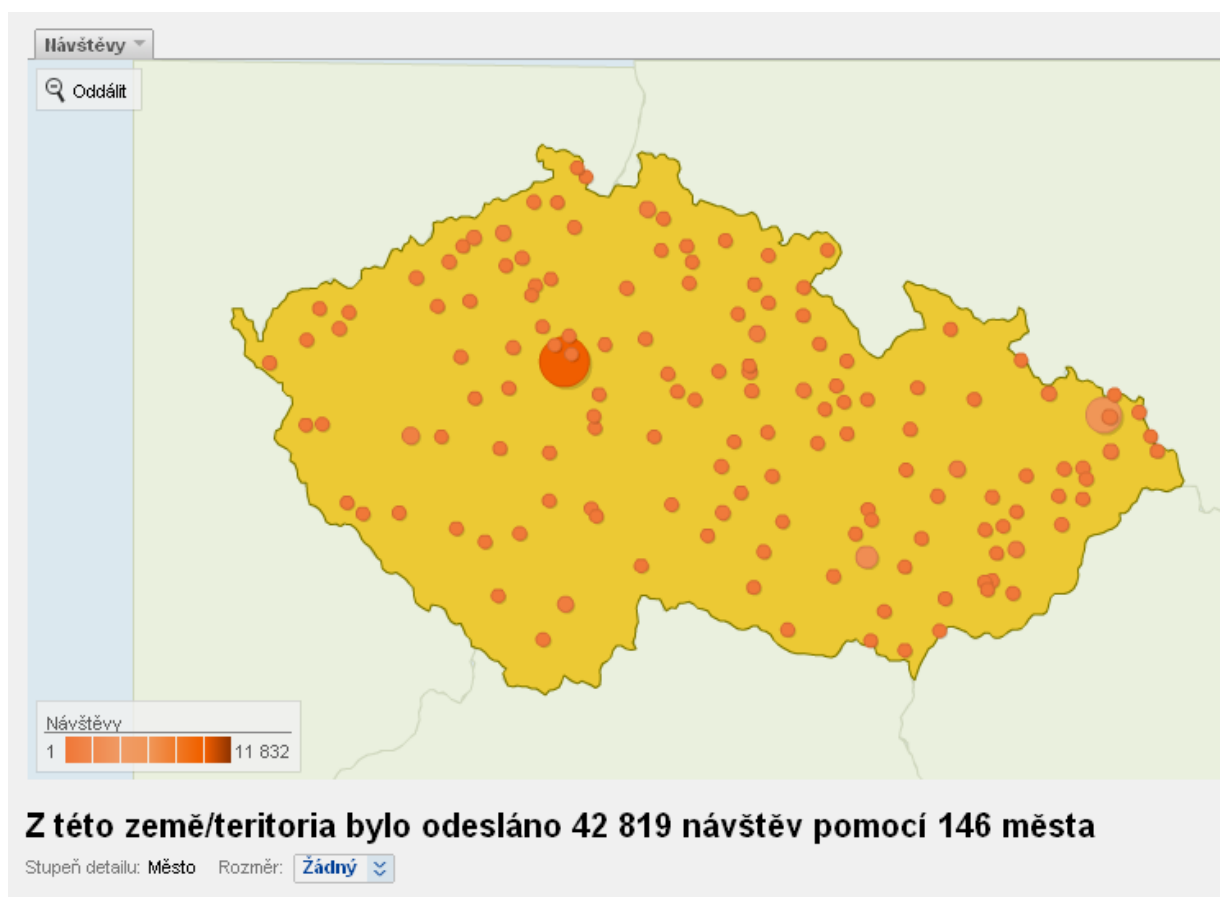 Návštěvy
Oddálit
Návštěvy
1 11 832
Z této země/teritoria bylo odesláno 42 819 návštěv pomocí 146 města
Stupeň detailu: Město Rozměr: Žádný